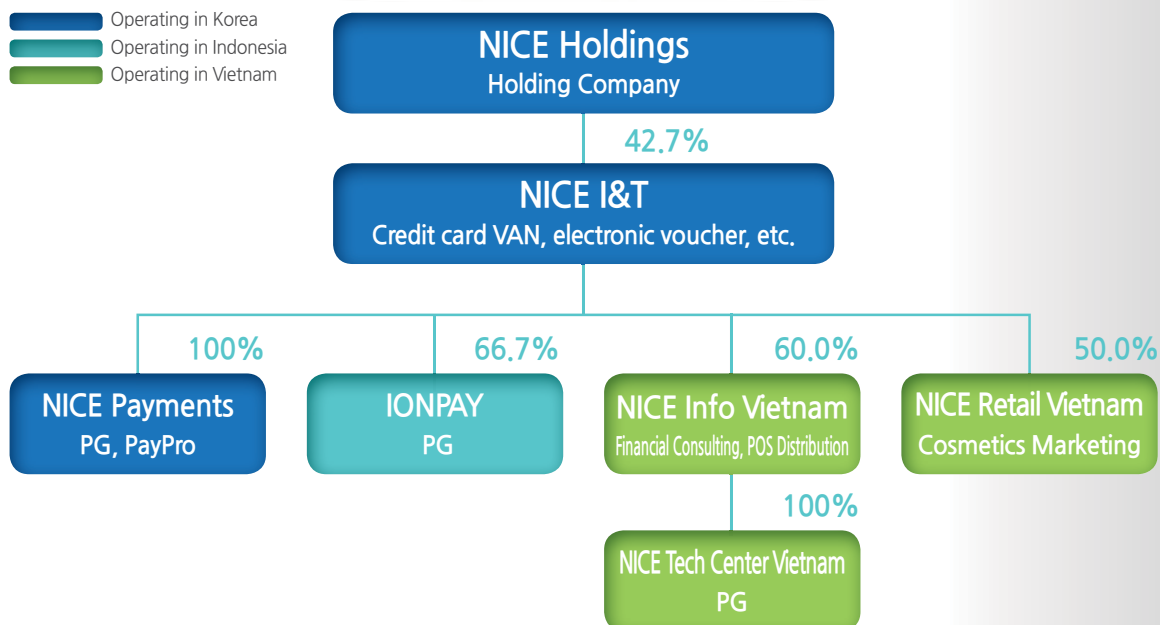 Operating in Korea
Operating in Indonesia
Operating in Vietnam
NICE Holdings
Holding Company
42.7%
NICE I&T
Credit card VAN, electronic voucher, etc.
100%
66.7%
60.0%
50.0%
NICE Payments
PG, PayPro
IONPAY
PG
NICE Info Vietnam
Financial Consulting, POS Distribution
NICE Retail Vietnam
Cosmetics Marketing
100%
NICE Tech Center Vietnam
PG